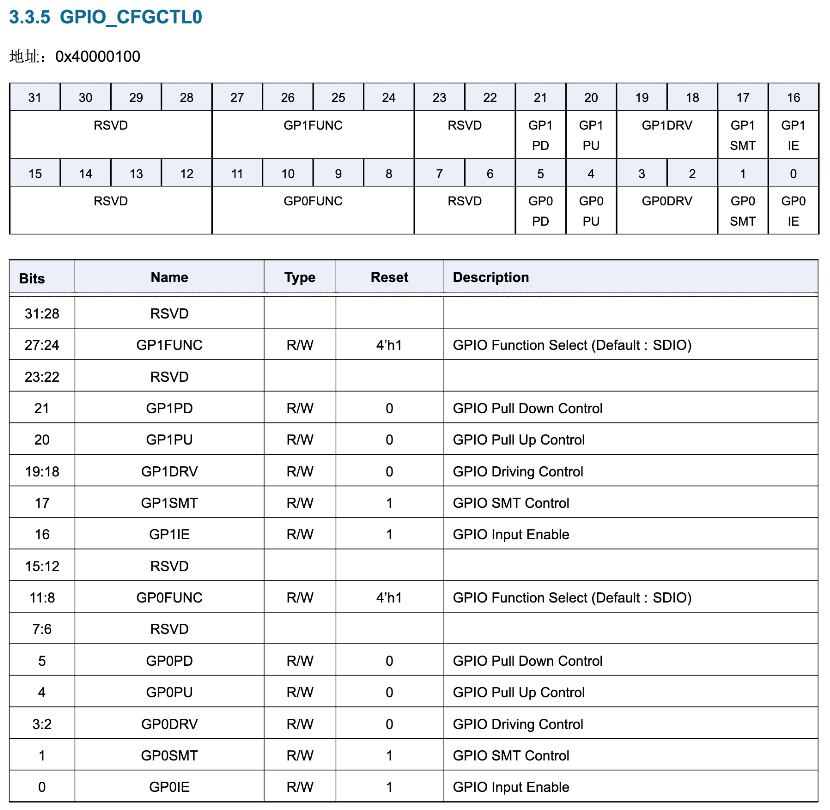 3.3.5 GPIO_CFGCTL0
地址：0x40000100
31 30 29 28 27 26 25 24 23 22 21 20 19 18 17 16
RSVD GP1FUNC RSVD GP1 PD GP1 PU GP1DRV GP1 SMT GP1 IE
15 14 13 12 11 10 9 8 7 6 5 4 3 2 1 0
RSVD GP0FUNC RSVD GP0 PD GP0 PU GP0DRV GP0 SMT GP0 IE
Bits Name Type Reset Description
31:28 RSVD
27:24 GP1FUNC R/W 4'h1 GPIO Function Select (Default : SDIO)
23:22 RSVD
21 GP1PD R/W 0 GPIO Pull Down Control
20 GP1PU R/W 0 GPIO Pull Up Control
19:18 GP1DRV R/W 0 GPIO Driving Control
17 GP1SMT R/W 1 GPIO SMT Control
16 GP1IE R/W 1 GPIO Input Enable
15:12 RSVD
11:8 GP0FUNC R/W 4'h1 GPIO Function Select (Default : SDIO)
7:6 RSVD
5 GP0PD R/W 0 GPIO Pull Down Control
4 GP0PU R/W 0 GPIO Pull Up Control
3:2 GP0DRV R/W 0 GPIO Driving Control
1 GP0SMT R/W 1 GPIO SMT Control
0 GP0IE R/W 1 GPIO Input Enable